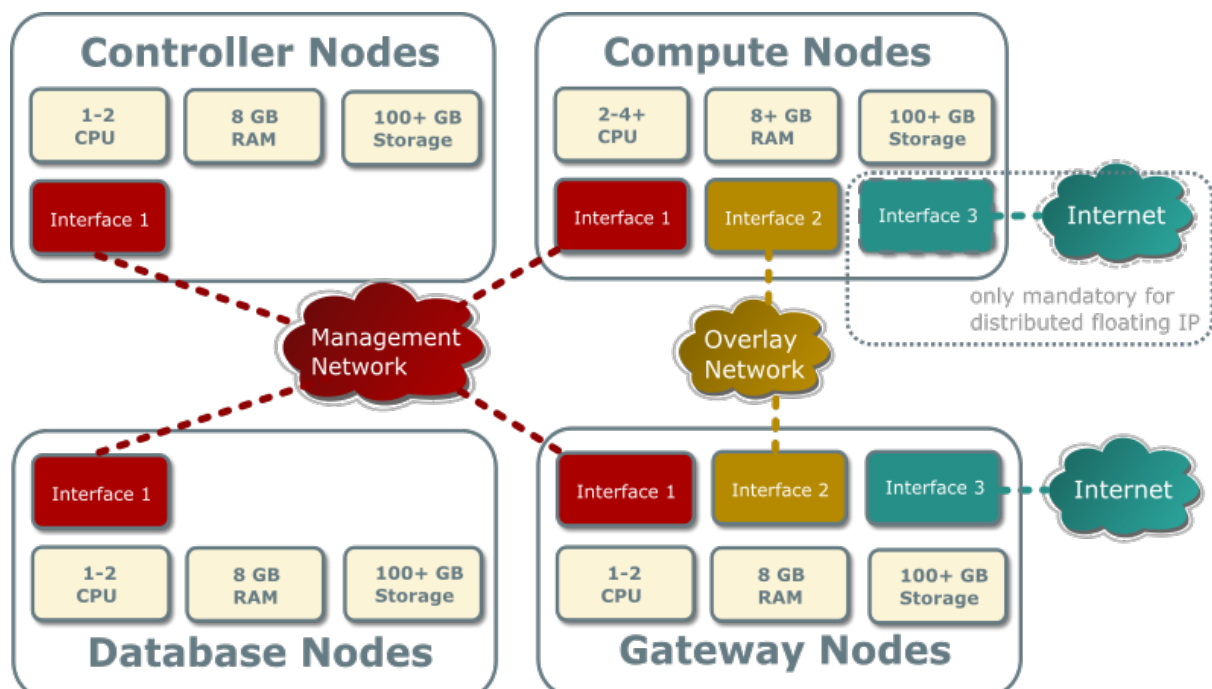 Controller Nodes
1-2
CPU
8 GB
RAM
100+ GB
Storage
Interface 1
Compute Nodes
2-4+
CPU
8+ GB
RAM
100+ GB
Storage
Interface 1
Interface 2
Interface 3
Internet
only mandatory for
distributed floating IP
Management
Network
Overlay
Network
Interface 1
1-2
CPU
8 GB
RAM
100+ GB
Storage
Database Nodes
Interface 1
Interface 2
Interface 3
Internet
1-2
CPU
8 GB
RAM
100+ GB
Storage
Gateway Nodes